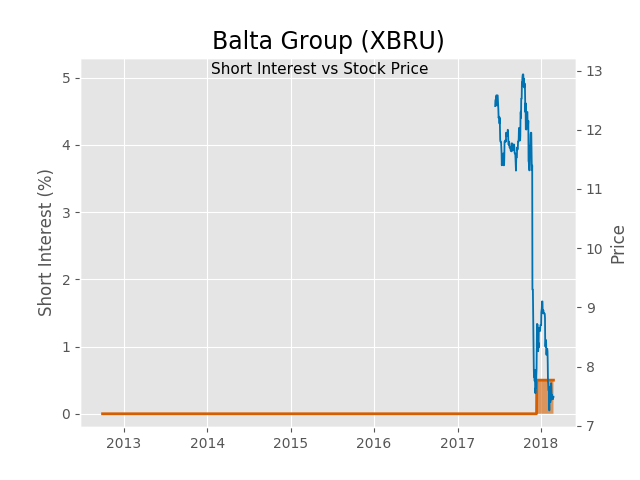 Balta Group (XBRU)
Short Interest vs Stock Price
Short Interest (%)
5
4
3
2
1
0
13
12
11
10
9
8
7
Price
2013 2014 2015 2016 2017 2018